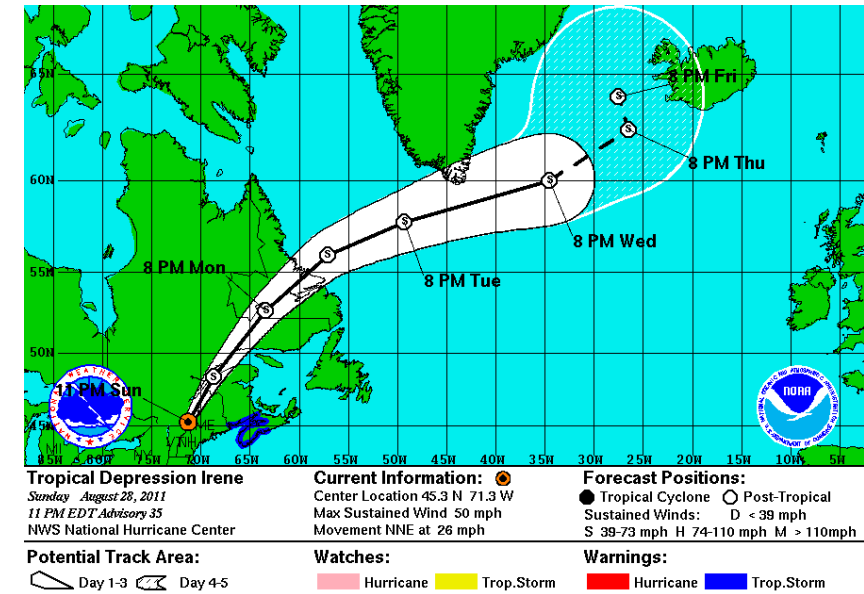 65N
8 PM Fri
8 PM Thu
60N
8 PM Wed
8 PM Mon
8 PM Tue
55N
50N
11 PM Sun
NOAA
45N
ME
VT NH
MI
85W 80W 75W 70W 65W 60W 55W 50W 45W 40W 35W 30W 25W 20W 15W 10W 5W
Tropical Depression Irene
Sunday August 28, 2011
11 PM EDT Advisory 35
NWS National Hurricane Center
Current Information:
Center Location 45.3 N 71.3 W
Max Sustained Wind 50 mph
Movement NNE at 26 mph
Forecast Positions:
Tropical Cyclone Post-Tropical
Sustained Winds: D < 39 mph
S 39-73 mph H 74-110 mph M > 110mph
Potential Track Area:
Day 1-3 Day 4-5
Watches:
Hurricane Trop.Storm
Warnings:
Hurricane Trop.Storm